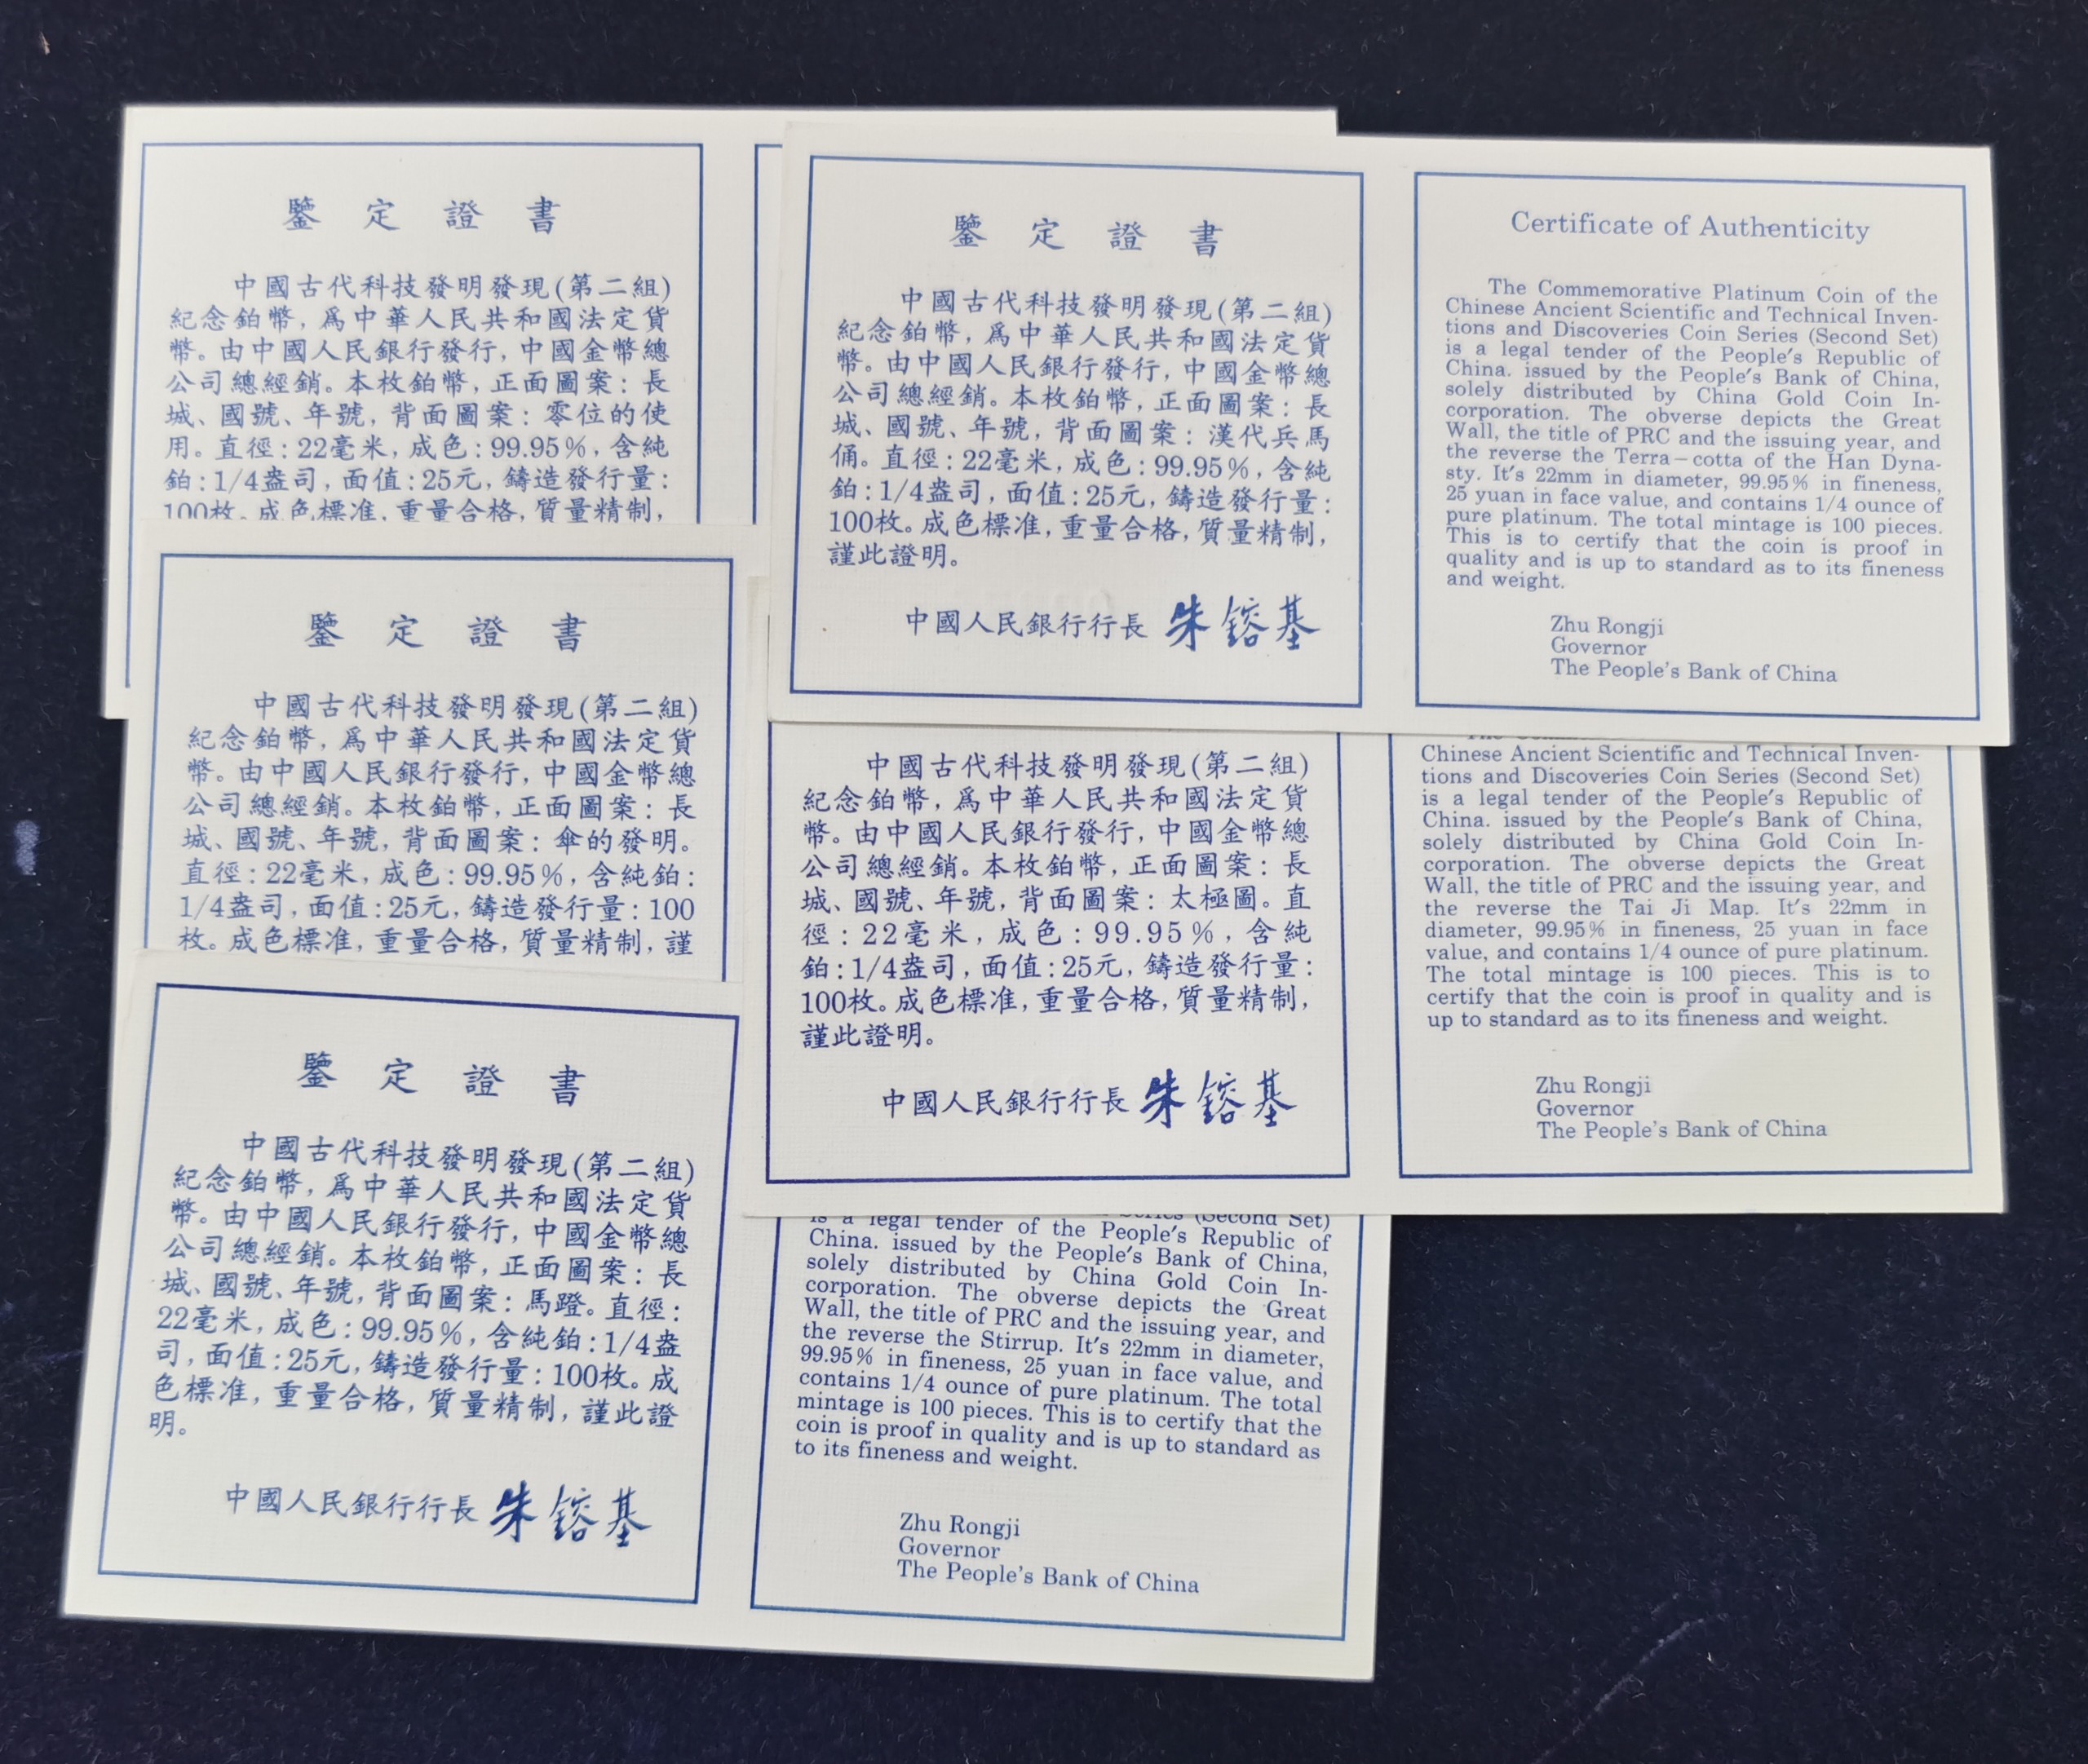 鑒定證書
中國古代科技發明發現(第二組)
紀念鉑幣,爲中華人民共和國法定貨
幣。由中國人民銀行發行,中國金幣總
公司總經銷。本枚鉑幣,正面圖案:長
城、國號、年號,背面圖案:零位的使
用。直徑:22毫米,成色:99.95%,含純
鉑:1/4盎司,面值:25元,鑄造發行量:
100枚。成色標准,重量合格,質量精制,
鑒定證書
中國古代科技發明發現(第二組)
紀念鉑幣,爲中華人民共和國法定貨
幣。由中國人民銀行發行,中國金幣總
公司總經銷。本枚鉑幣,正面圖案:長
城、國號、年號,背面圖案:漢代兵馬
俑。直徑:22毫米,成色:99.95%,含純
鉑:1/4盎司,面值:25元,鑄造發行量:
100枚。成色標准,重量合格,質量精制,
謹此證明。
中國人民銀行行長 朱鎔基
Certificate of Authenticity
The Commemorative Platinum Coin of the
Chinese Ancient Scientific and Technical Inven-
tions and Discoveries Coin Series (Second Set)
is a legal tender of the People's Republic of
China. issued by the People's Bank of China,
solely distributed by China Gold Coin In-
corporation. The obverse depicts the Great
Wall, the title of PRC and the issuing year, and
the reverse the Terra-cotta of the Han Dyna-
sty. It's 22mm in diameter, 99.95% in fineness,
25 yuan in face value, and contains 1/4 ounce of
pure platinum. The total mintage is 100 pieces.
This is to certify that the coin is proof in
quality and is up to standard as to its fineness
and weight.
Zhu Rongji
Governor
The People's Bank of China
鑒定證書
中國古代科技發明發現(第二組)
紀念鉑幣,爲中華人民共和國法定貨
幣。由中國人民銀行發行,中國金幣總
公司總經銷。本枚鉑幣,正面圖案:長
城、國號、年號,背面圖案:傘的發明。
直徑:22毫米,成色:99.95%,含純鉑:
1/4盎司,面值:25元,鑄造發行量:100
枚。成色標准,重量合格,質量精制,謹
中國古代科技發明發現(第二組)
紀念鉑幣,爲中華人民共和國法定貨
幣。由中國人民銀行發行,中國金幣總
公司總經銷。本枚鉑幣,正面圖案:長
城、國號、年號,背面圖案:太極圖。直
徑:22毫米,成色:99.95%,含純
鉑:1/4盎司,面值:25元,鑄造發行量:
100枚。成色標准,重量合格,質量精制,
謹此證明。
中國人民銀行行長 朱鎔基
Chinese Ancient Scientific and Technical Inven-
tions and Discoveries Coin Series (Second Set)
is a legal tender of the People's Republic of
China. issued by the People's Bank of China,
solely distributed by China Gold Coin In-
corporation. The obverse depicts the Great
Wall, the title of PRC and the issuing year, and
the reverse the Tai Ji Map. It's 22mm in
diameter, 99.95% in fineness, 25 yuan in face
value, and contains 1/4 ounce of pure platinum.
The total mintage is 100 pieces. This is to
certify that the coin is proof in quality and is
up to standard as to its fineness and weight.
Zhu Rongji
Governor
The People's Bank of China
鑒定證書
中國古代科技發明發現(第二組)
紀念鉑幣,爲中華人民共和國法定貨
幣。由中國人民銀行發行,中國金幣總
公司總經銷。本枚鉑幣,正面圖案:長
城、國號、年號,背面圖案:馬蹬。直徑:
22毫米,成色:99.95%,含純鉑:1/4盎
司,面值:25元,鑄造發行量:100枚。成
色標准,重量合格,質量精制,謹此證
明。
中國人民銀行行長 朱鎔基
(Second Set)
is a legal tender of the People's Republic of
China. issued by the People's Bank of China,
solely distributed by China Gold Coin In-
corporation. The obverse depicts the Great
Wall, the title of PRC and the issuing year, and
the reverse the Stirrup. It's 22mm in diameter,
99.95% in fineness, 25 yuan in face value, and
contains 1/4 ounce of pure platinum. The total
mintage is 100 pieces. This is to certify that the
coin is proof in quality and is up to standard as
to its fineness and weight.
Zhu Rongji
Governor
The People's Bank of China